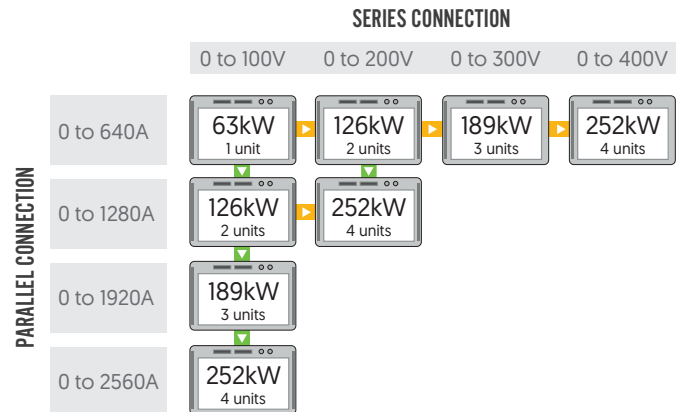 SERIES CONNECTION
0 to 100V
0 to 200V
0 to 300V
0 to 400V
PARALLEL CONNECTION
0 to 640A
63kW
1 unit
126kW
2 units
189kW
3 units
252kW
4 units
0 to 1280A
126kW
2 units
252kW
4 units
0 to 1920A
189kW
3 units
0 to 2560A
252kW
4 units